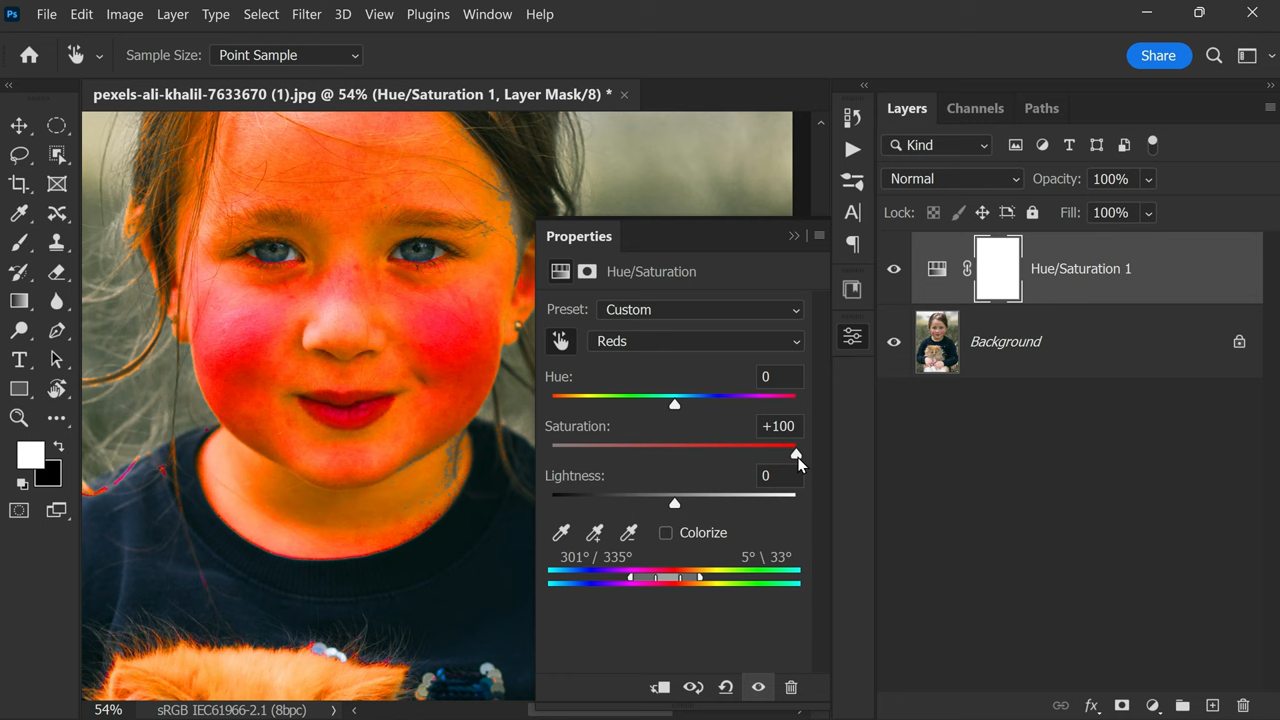 Ps File Edit Image Layer Type Select Filter 3D View Plugins Window Help
Sample Size: Point Sample Share
pexels-ali-khalil-7633670 (1).jpg @ 54% (Hue/Saturation 1, Layer Mask/8) *
Layers Channels Paths
Kind
Normal Opacity: 100%
Lock: Fill: 100%
Properties
Hue/Saturation
Hue/Saturation 1
Preset: Custom
Reds
Background
Hue: 0
Saturation: +100
Lightness: 0
Colorize
301° / 335° 5° \ 33°
54% sRGB IEC61966-2.1 (8bpc)
fx